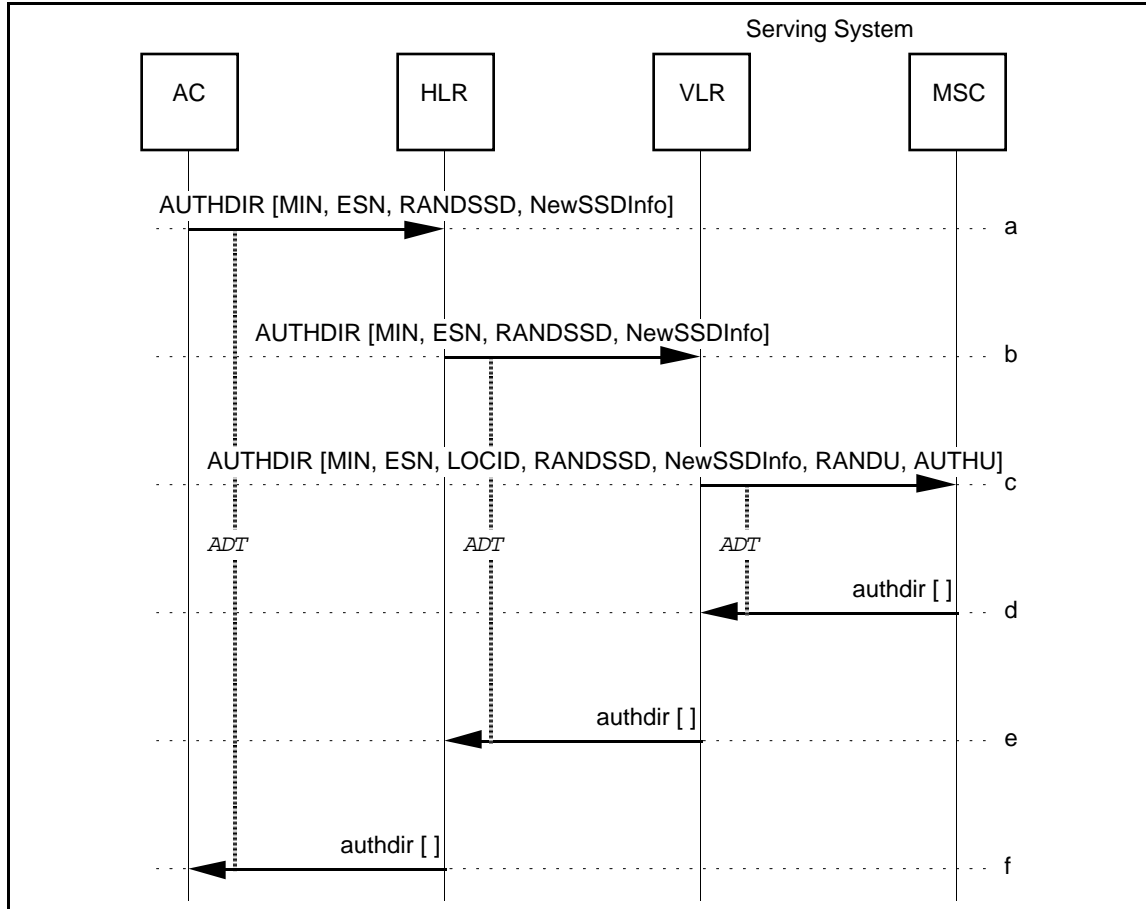 Serving System
AC
HLR
VLR
MSC
AUTHDIR [MIN, ESN, RANDSSD, NewSSDInfo]
a
AUTHDIR [MIN, ESN, RANDSSD, NewSSDInfo]
b
AUTHDIR [MIN, ESN, LOCID, RANDSSD, NewSSDInfo, RANDU, AUTHU]
c
ADT
ADT
ADT
authdir [ ]
d
authdir [ ]
e
authdir [ ]
f